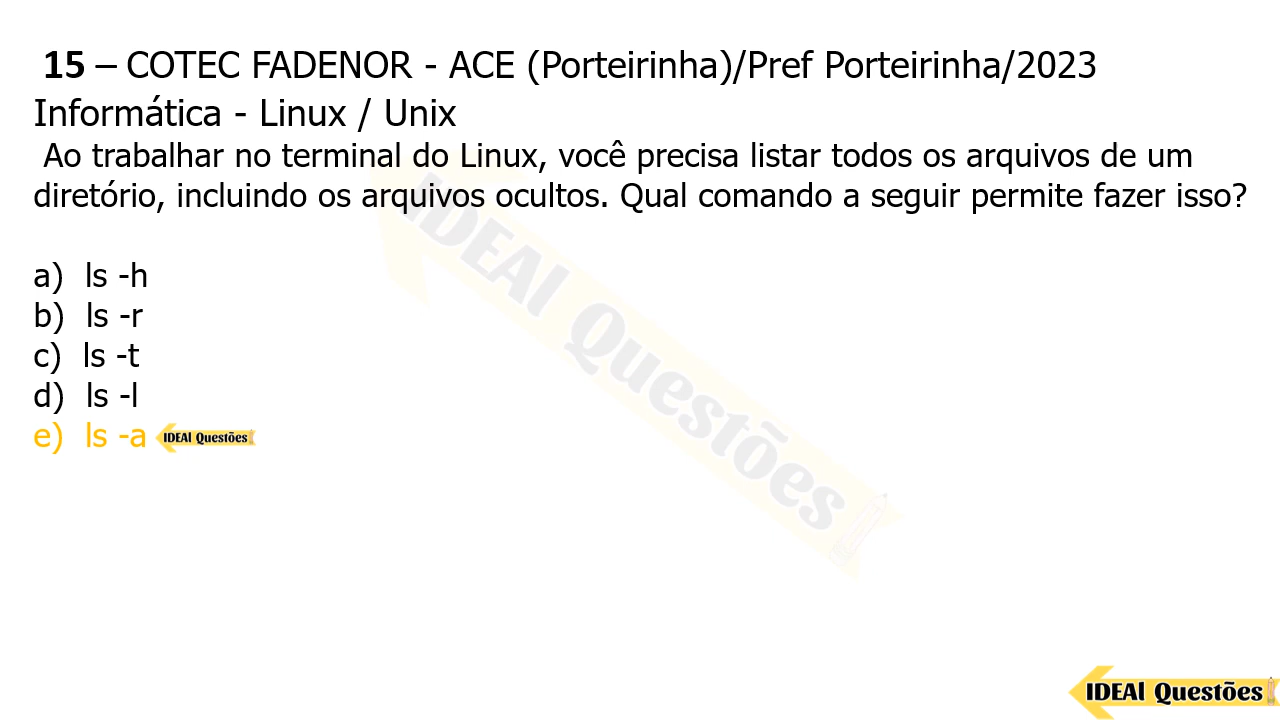 15 – COTEC FADENOR - ACE (Porteirinha)/Pref Porteirinha/2023
Informática - Linux / Unix
Ao trabalhar no terminal do Linux, você precisa listar todos os arquivos de um
diretório, incluindo os arquivos ocultos. Qual comando a seguir permite fazer isso?
a) ls -h
b) ls -r
c) ls -t
d) ls -l
e) ls -a IDEAl Questões
IDEAl Questões
IDEAl Questões